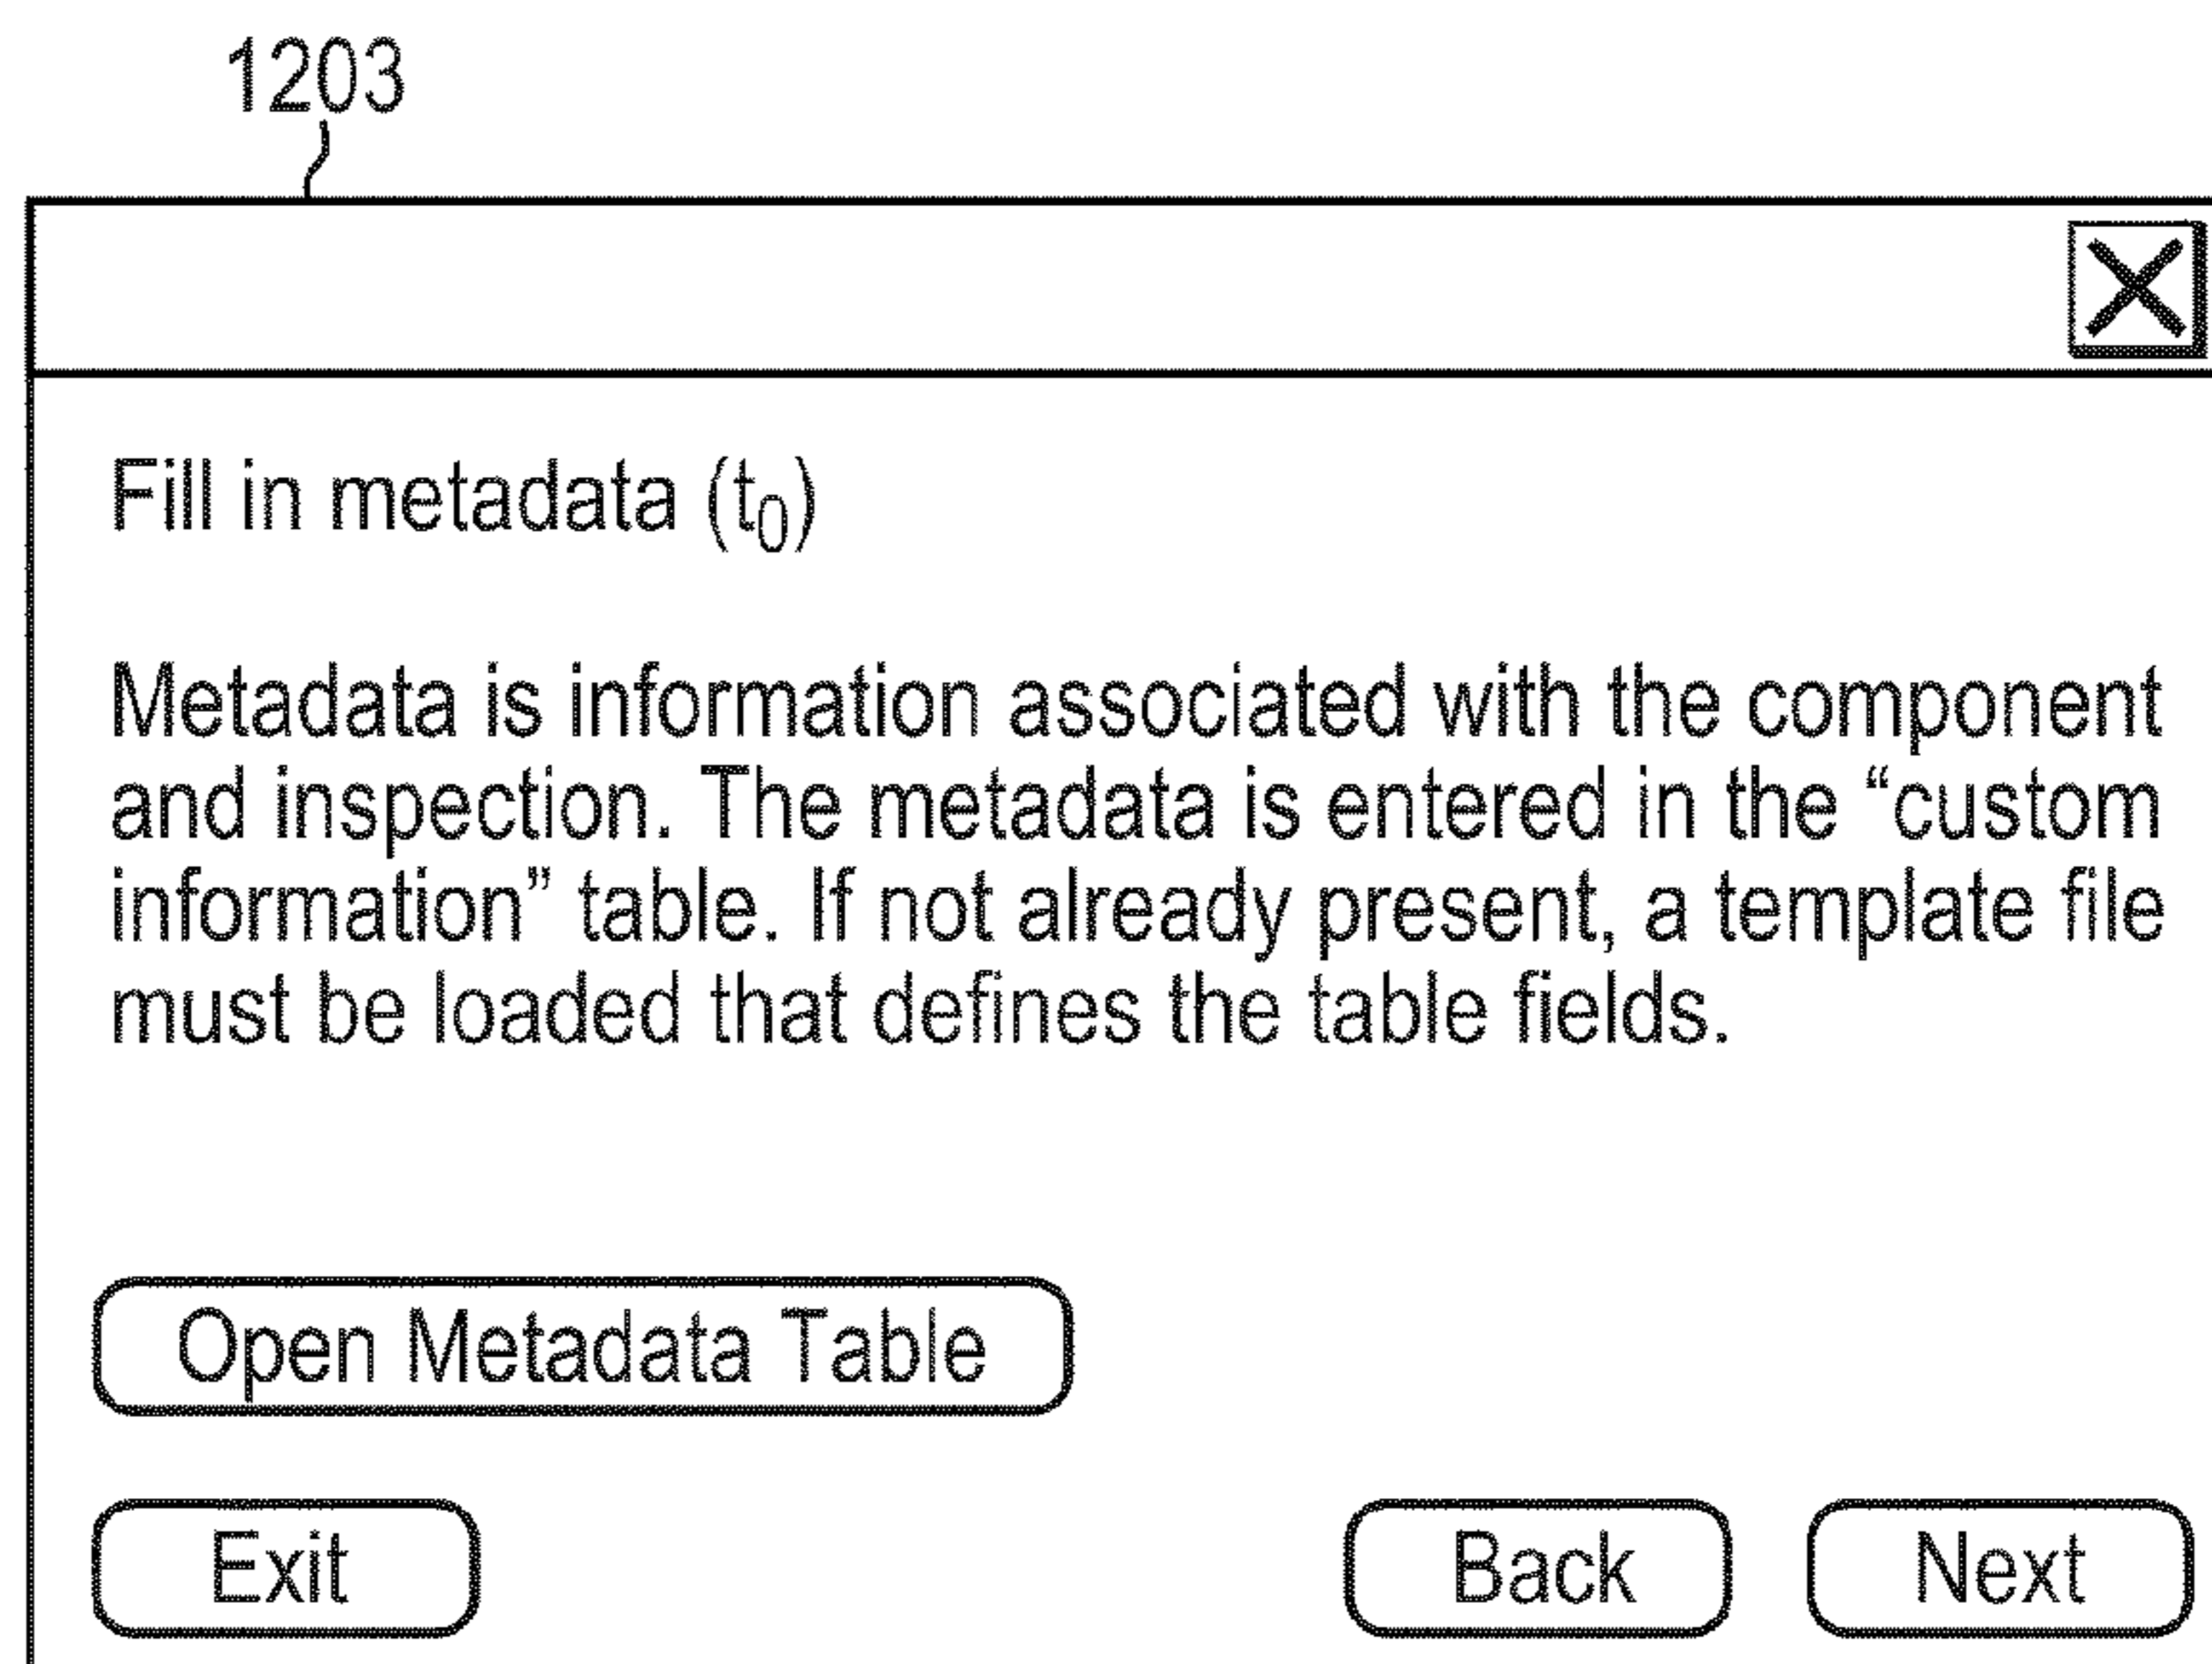 1203
Fill in metadata (t₀)
Metadata is information associated with the component
and inspection. The metadata is entered in the “custom
information” table. If not already present, a template file
must be loaded that defines the table fields.
Open Metadata Table
Exit
Back
Next